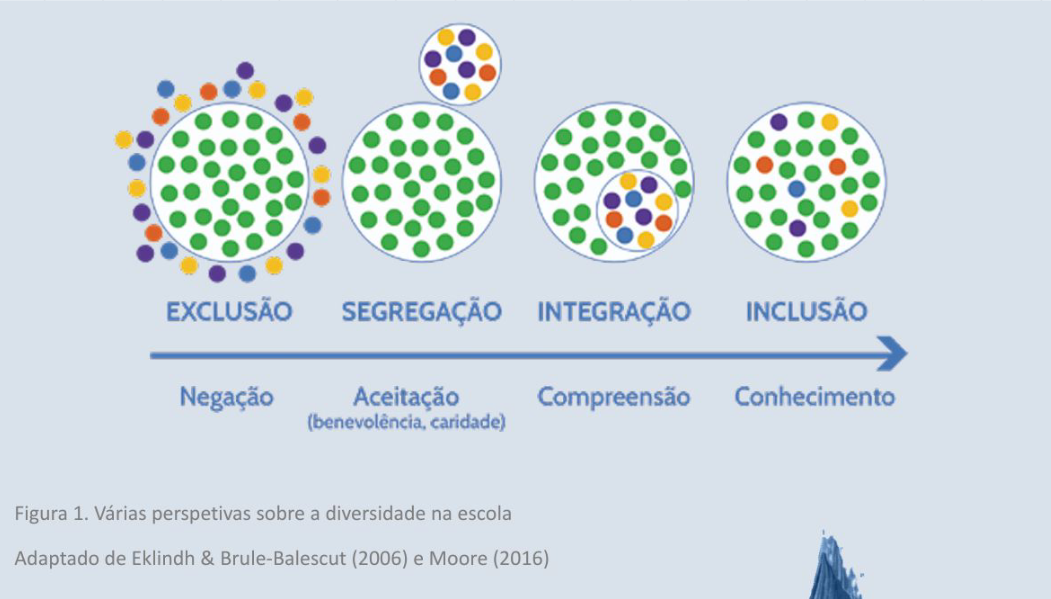 EXCLUSÃO
SEGREGAÇÃO
INTEGRAÇÃO
INCLUSÃO
Negação
Aceitação
(benevolência, caridade)
Compreensão
Conhecimento
Figura 1. Várias perspetivas sobre a diversidade na escola
Adaptado de Eklindh & Brule-Balescut (2006) e Moore (2016)